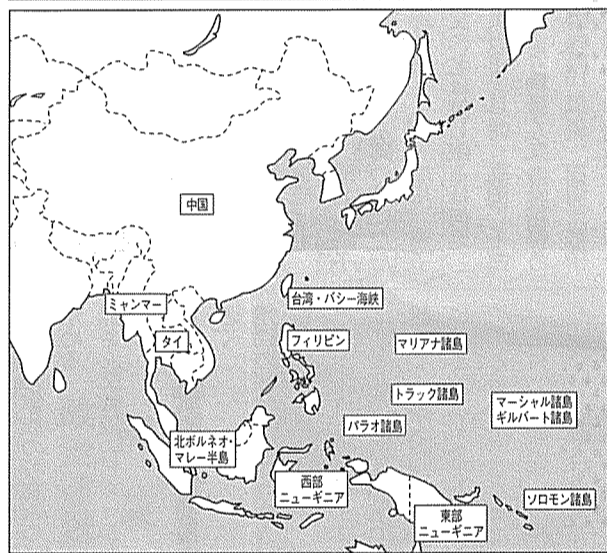 中国
ミャンマー
台湾・バシー海峡
タイ
フィリピン
マリアナ諸島
トラック諸島
マーシャル諸島
ギルバート諸島
パラオ諸島
北ボルネオ・
マレー半島
西部
ニューギニア
ソロモン諸島
東部
ニューギニア